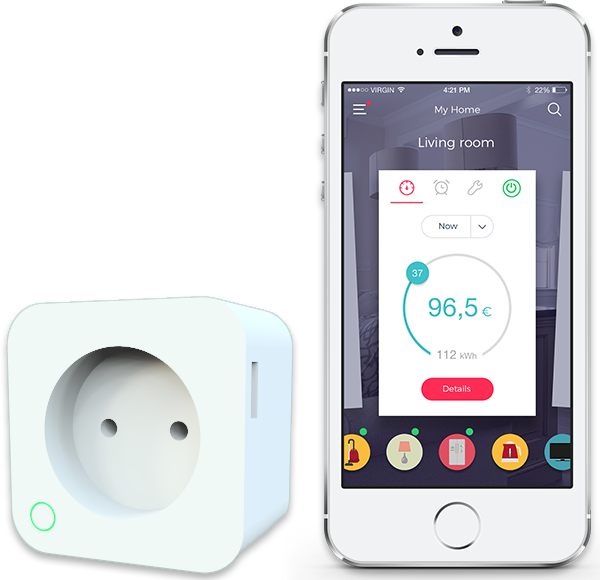 ●●●○○ VIRGIN 4:21 PM 22%
My Home
Living room
Now
37
96,5 €
112 kWh
Details